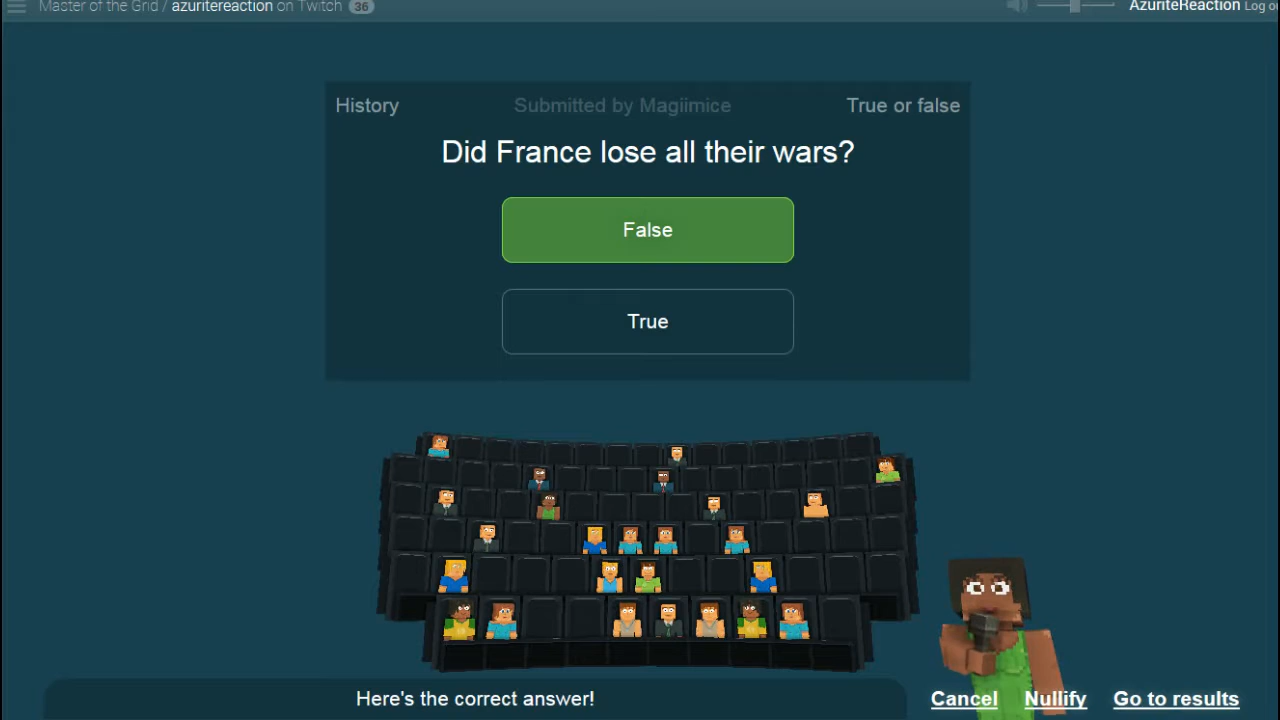 Master of the Grid / azuritereaction on Twitch 36
AzuriteReaction Log ou
History
Submitted by Magiimice
True or false
Did France lose all their wars?
False
True
Here's the correct answer!
Cancel
Nullify
Go to results